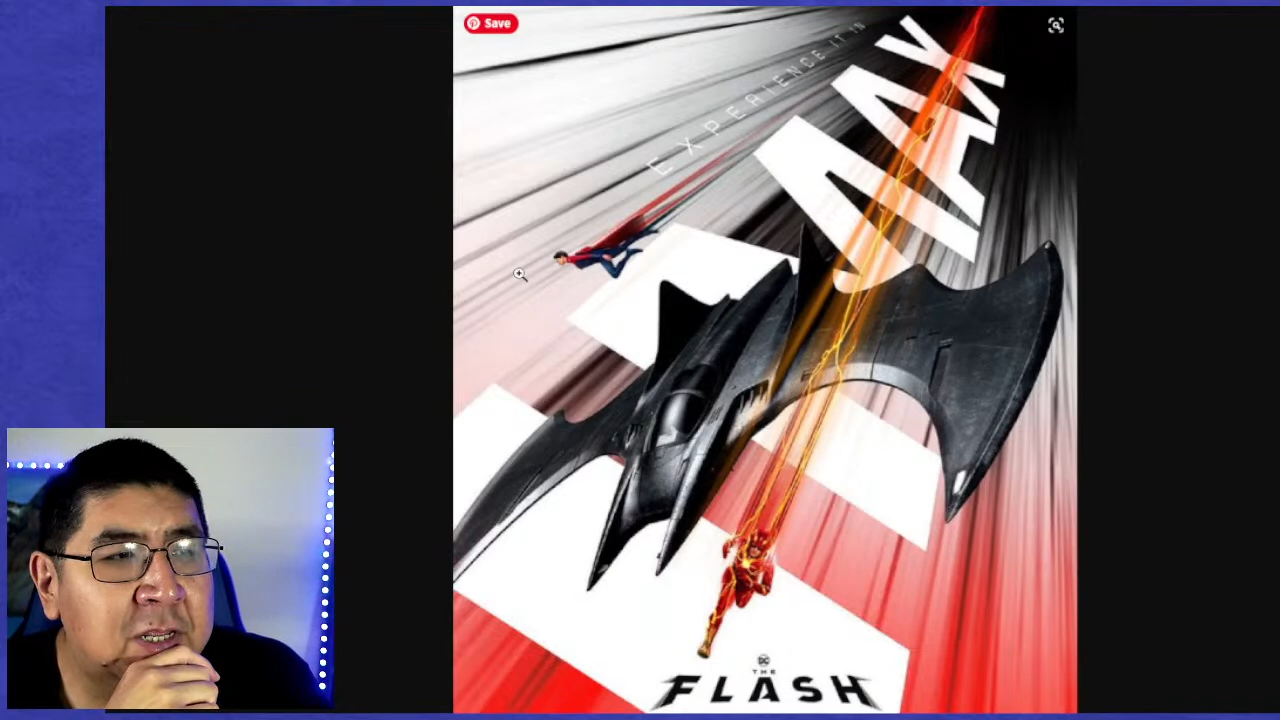 Save
EXPERIENCE IT IN
IMAX
DC
THE
FLASH